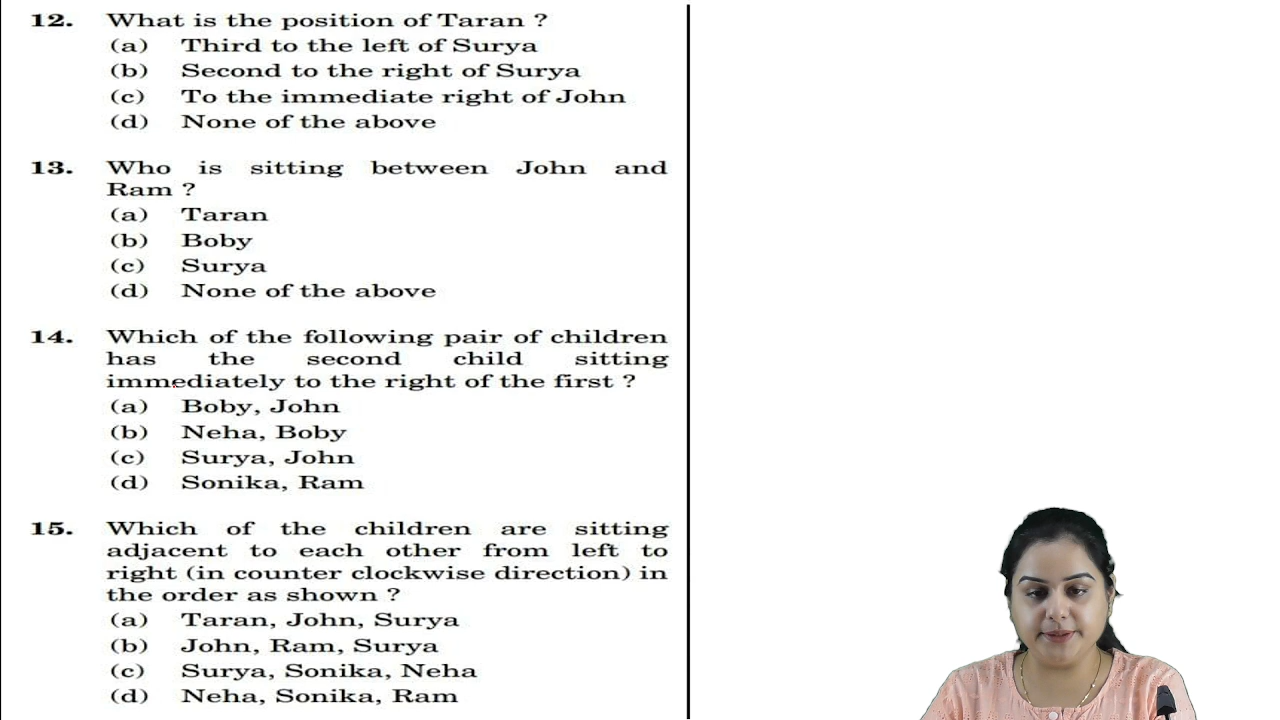 12. What is the position of Taran ?
(a) Third to the left of Surya
(b) Second to the right of Surya
(c) To the immediate right of John
(d) None of the above
13. Who is sitting between John and
Ram ?
(a) Taran
(b) Boby
(c) Surya
(d) None of the above
14. Which of the following pair of children
has the second child sitting
immediately to the right of the first ?
(a) Boby, John
(b) Neha, Boby
(c) Surya, John
(d) Sonika, Ram
15. Which of the children are sitting
adjacent to each other from left to
right (in counter clockwise direction) in
the order as shown ?
(a) Taran, John, Surya
(b) John, Ram, Surya
(c) Surya, Sonika, Neha
(d) Neha, Sonika, Ram